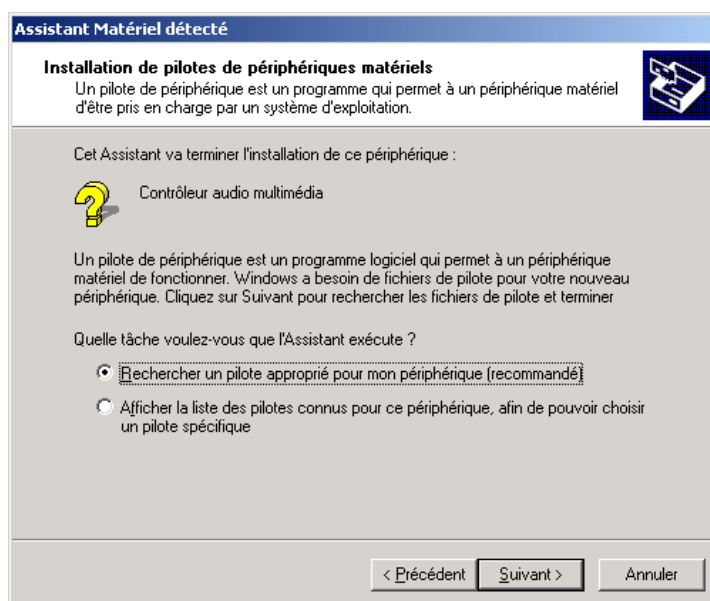 Assistant Matériel détecté
Installation de pilotes de périphériques matériels
Un pilote de périphérique est un programme qui permet à un périphérique matériel
d'être pris en charge par un système d'exploitation.
Cet Assistant va terminer l'installation de ce périphérique :
Contrôleur audio multimédia
Un pilote de périphérique est un programme logiciel qui permet à un périphérique
matériel de fonctionner. Windows a besoin de fichiers de pilote pour votre nouveau
périphérique. Cliquez sur Suivant pour rechercher les fichiers de pilote et terminer
Quelle tâche voulez-vous que l'Assistant exécute ?
Rechercher un pilote approprié pour mon périphérique (recommandé)
Afficher la liste des pilotes connus pour ce périphérique, afin de pouvoir choisir
un pilote spécifique
< Précédent Suivant > Annuler